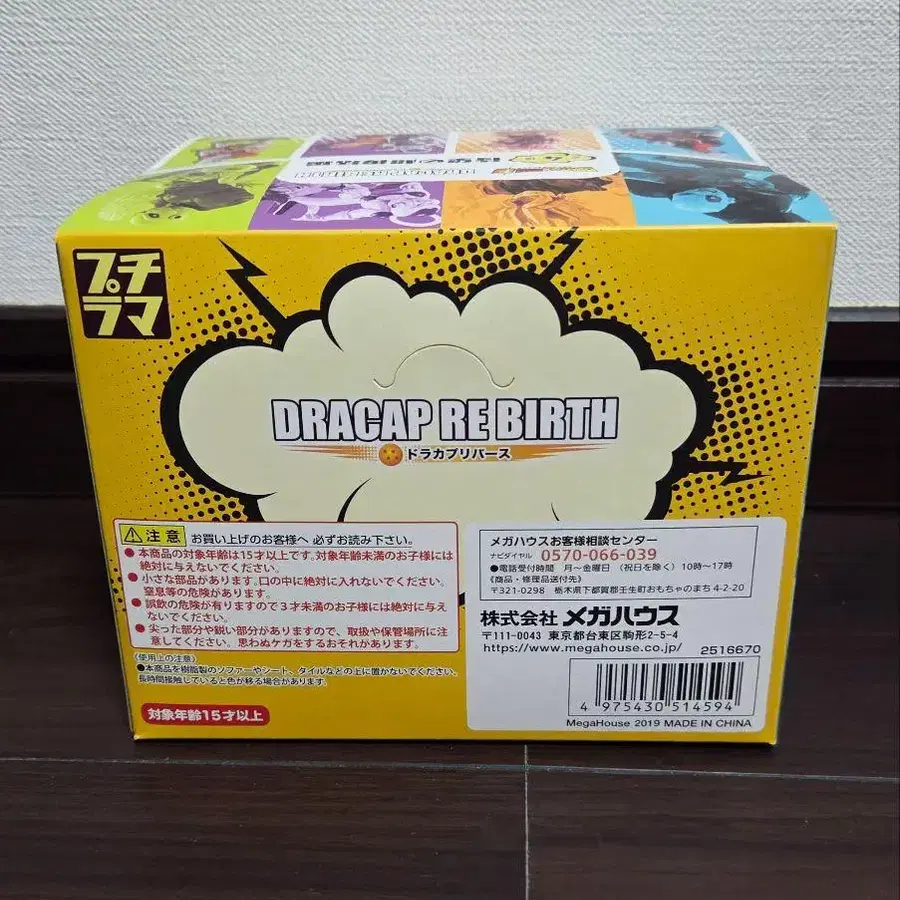 プチ
ラマ
DRACAP RE BIRTH
ドラカプリバース
注意 お買い上げのお客様へ 必ずお読み下さい。
●本商品の対象年齢は15才以上です。対象年齢未満のお子様には
絶対に与えないでください。
●小さな部品があります。口の中に絶対に入れないでください。
窒息等の危険があります。
●誤飲の危険が有りますので3才未満のお子様には絶対に与え
ないでください。
●尖った部分や鋭い部分がありますので、取扱や保管場所に注
意してください。思わぬケガをするおそれがあります。
〈使用上の注意〉
●本商品を樹脂製のソファーやシート、タイルなどの上に置かないでください。
長時間接触していると色が移る場合があります。
対象年齢15才以上
メガハウスお客様相談センター
ナビダイヤル 0570-066-039
●電話受付時間 月〜金曜日 (祝日を除く) 10時〜17時
〈商品・修理品送付先〉
〒321-0298 栃木県下都賀郡壬生町おもちゃのまち4-2-20
株式会社 メガハウス
〒111-0043 東京都台東区駒形2-5-4
https://www.megahouse.co.jp/ 2516670
4 975430 514594
MegaHouse 2019 MADE IN CHINA